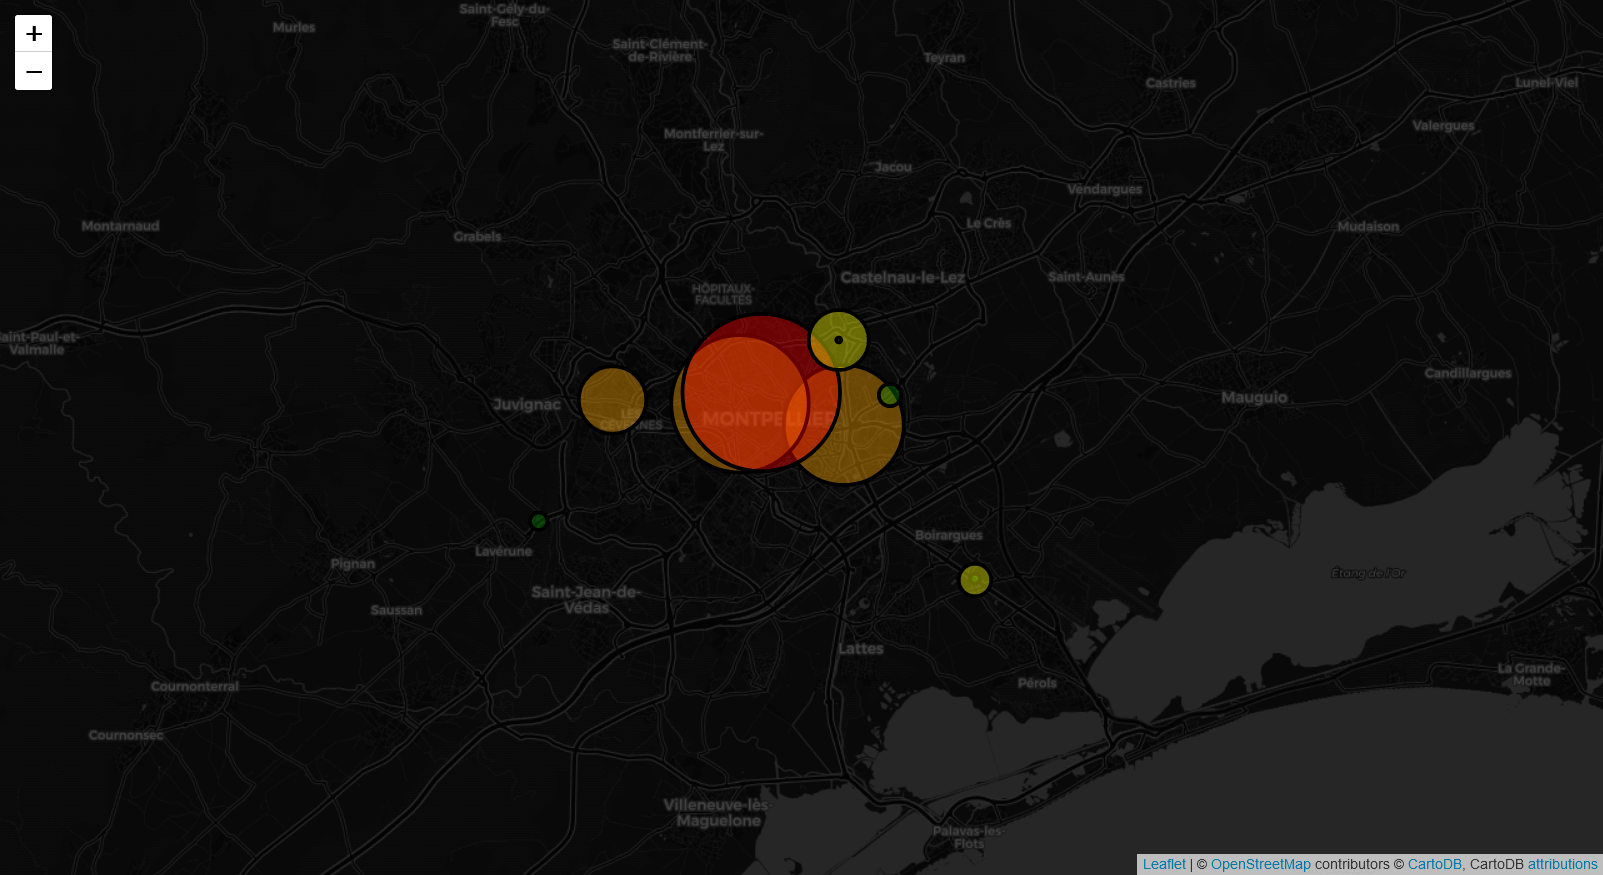 +
−
Saint-Gély-du-
Fesc
Murles
Saint-Clément-
de-Rivière
Teyran
Castries
Lunel-Viel
Valergues
Montferrier-sur-
Lez
Jacou
Vendargues
Montarnaud
Grabels
Le Crès
Mudaison
Castelnau-le-Lez
Saint-Aunès
HÔPITAUX-
FACULTÉS
Saint-Paul-et-
Valmalle
Candillargues
Mauguio
Juvignac
LES
CÉVENNES
MONTPELLIER
Boirargues
Lavérune
Pignan
Étang de l'Or
Saint-Jean-de-
Védas
Saussan
Lattes
La Grande-
Motte
Pérols
Cournonterral
Cournonsec
Villeneuve-lès-
Maguelone
Palavas-les-
Flots
Leaflet | © OpenStreetMap contributors © CartoDB, CartoDB attributions